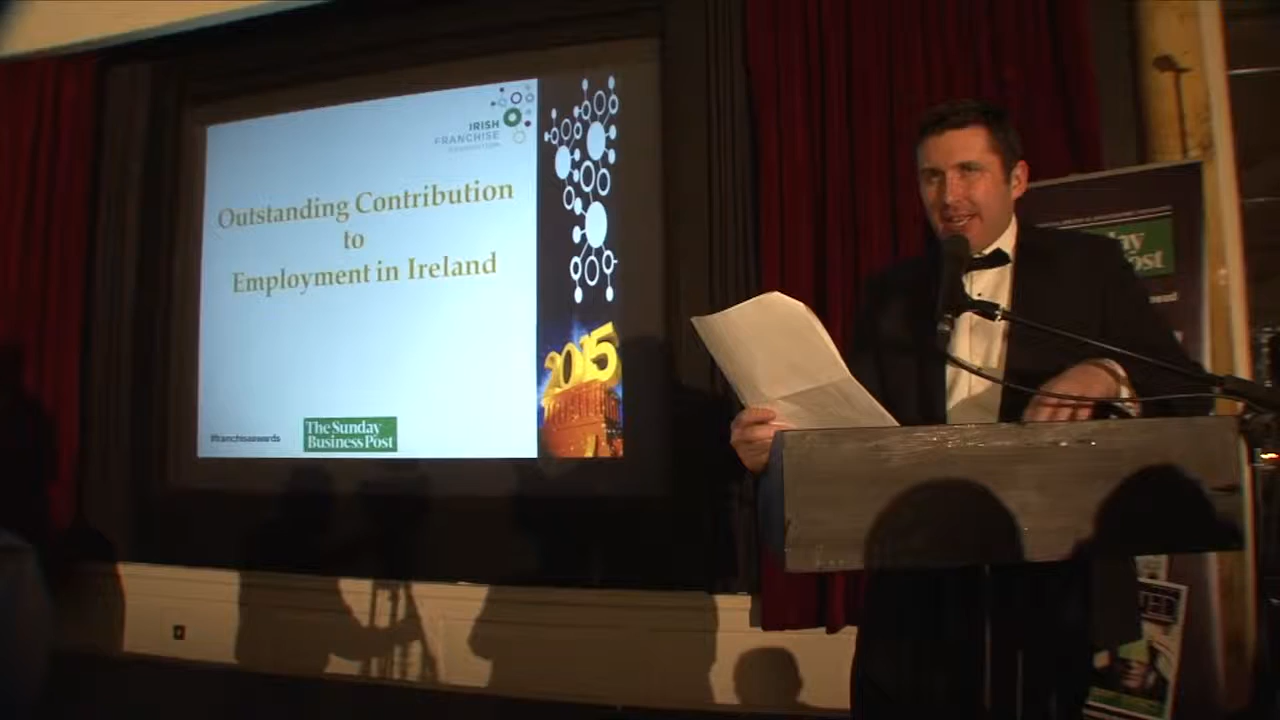 IRISH
FRANCHISE
Outstanding Contribution
to
Employment in Ireland
2015
#franchiseawards
The Sunday
Business Post